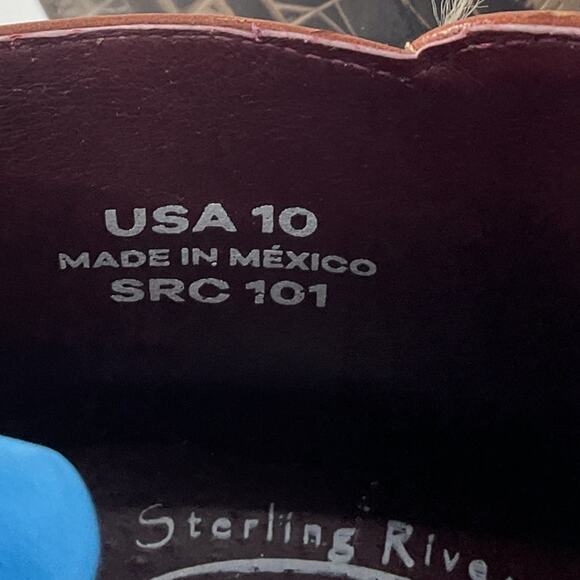 USA 10
MADE IN MÉXICO
SRC 101
Sterling Rive